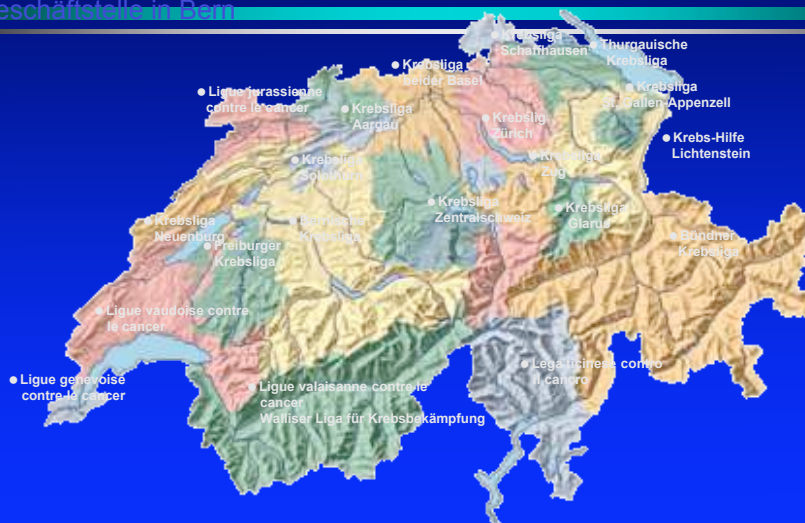 eschäftstelle in Bern
● Krebsliga
Schaffhausen
● Thurgauische
Krebsliga
● Krebsliga
beider Basel
● Ligue jurassienne
contre le cancer
● Krebsliga
St. Gallen-Appenzell
● Krebsliga
Aargau
● Krebslig
Zürich
● Krebs-Hilfe
Lichtenstein
● Krebsliga
Solothurn
● Krebsliga
Zug
● Krebsliga
Zentralschweiz
● Krebsliga
Glarus
● Krebsliga
Neuenburg
● Krebsliga
● Bündner
Krebsliga
● Freiburger
Krebsliga
● Ligue vaudoise contre
le cancer
● Lega ticinese contro
il cancro
● Ligue genevoise
contre le cancer
● Ligue valaisanne contre le
cancer
Walliser Liga für Krebsbekämpfung